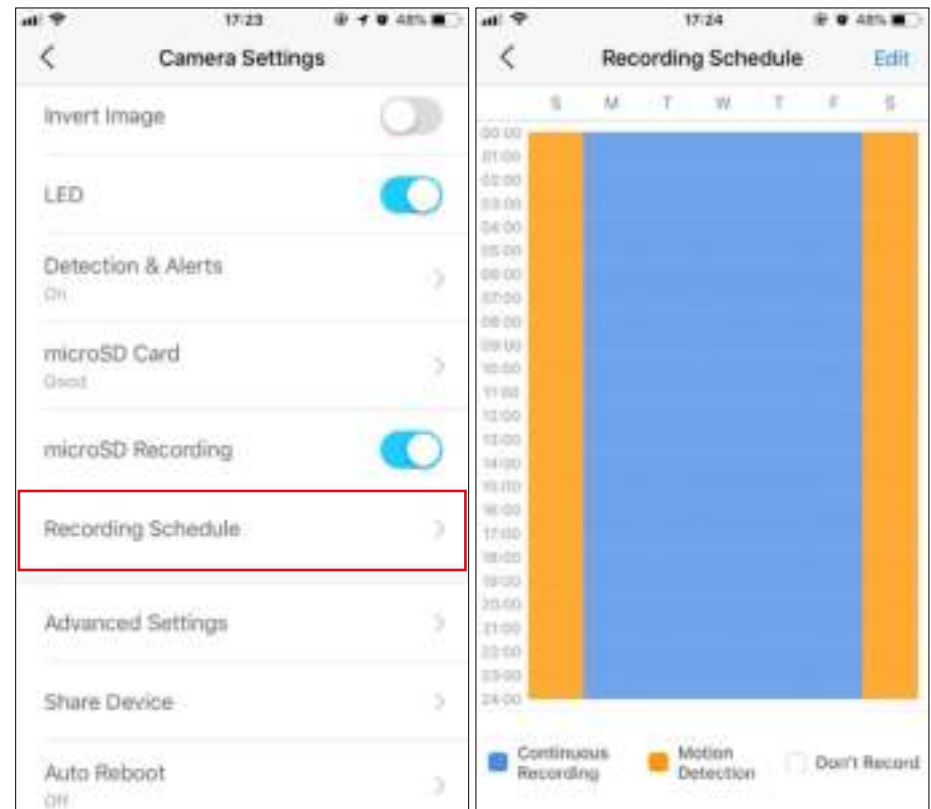 17:23
48%
Camera Settings
Invert Image
LED
Detection & Alerts
On
microSD Card
Good
microSD Recording
Recording Schedule
Advanced Settings
Share Device
Auto Reboot
Off
17:24
48%
Recording Schedule
Edit
S M T W T F S
00:00
01:00
02:00
03:00
04:00
05:00
06:00
07:00
08:00
09:00
10:00
11:00
12:00
13:00
14:00
15:00
16:00
17:00
18:00
19:00
20:00
21:00
22:00
23:00
24:00
Continuous
Recording
Motion
Detection
Don't Record